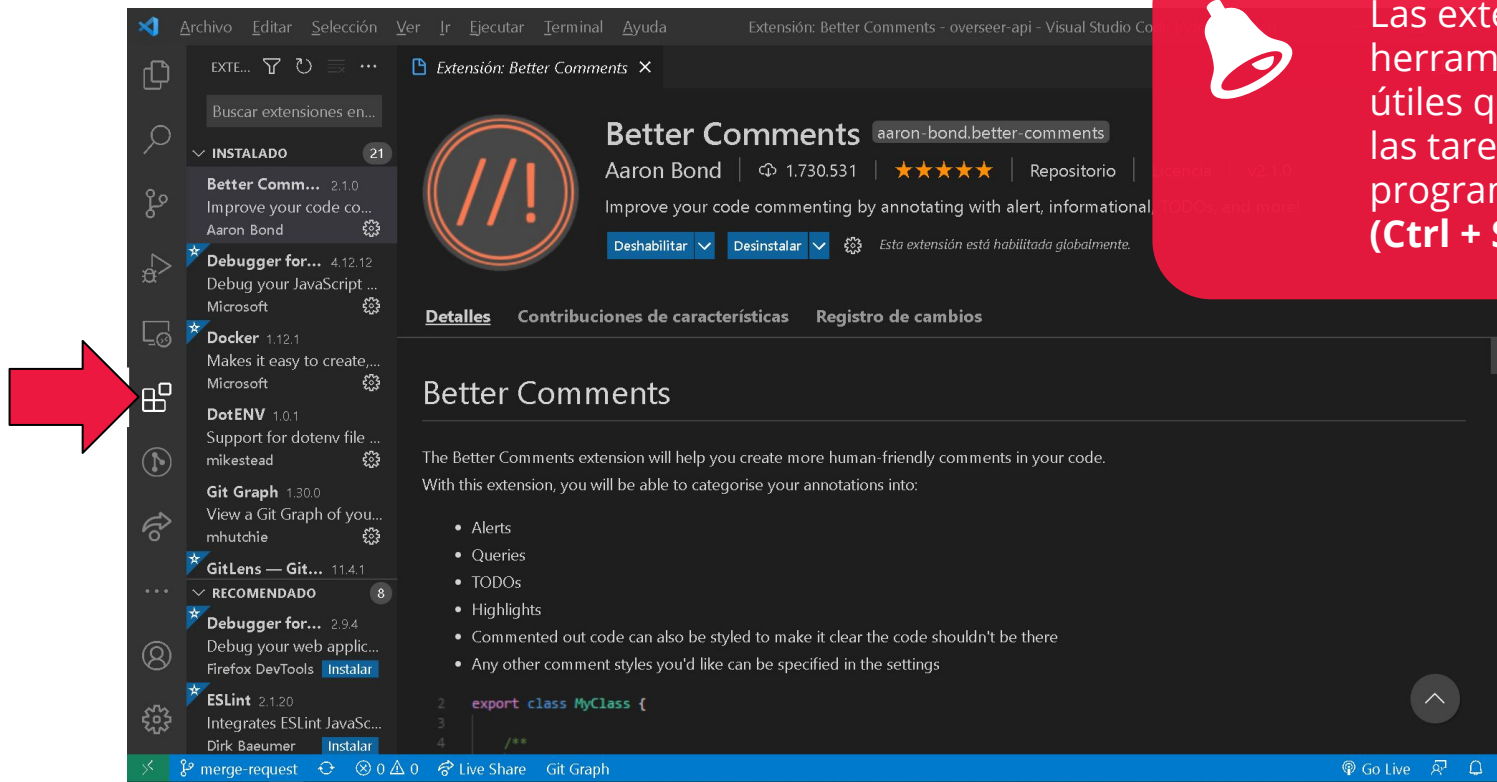 Archivo Editar Selección Ver Ir Ejecutar Terminal Ayuda Extensión: Better Comments - overseer-api - Visual Studio
EXTE...
Extensión: Better Comments
Buscar extensiones en...
INSTALADO 21
Better Comm... 2.1.0
Improve your code co...
Aaron Bond
Debugger for... 4.12.12
Debug your JavaScript ...
Microsoft
Docker 1.12.1
Makes it easy to create,...
Microsoft
DotENV 1.0.1
Support for dotenv file ...
mikestead
Git Graph 1.30.0
View a Git Graph of you...
mhutchie
GitLens — Git... 11.4.1
RECOMENDADO 8
Debugger for... 2.9.4
Debug your web applic...
Firefox DevTools Instalar
ESLint 2.1.20
Integrates ESLint JavaSc...
Dirk Baeumer Instalar
Better Comments aaron-bond.better-comments
Aaron Bond 1.730.531 Repositorio Licencia v2.1.0
Improve your code commenting by annotating with alert, informational, TODOs, and more!
Deshabilitar Desinstalar Esta extensión está habilitada globalmente.
Detalles Contribuciones de características Registro de cambios
Better Comments
The Better Comments extension will help you create more human-friendly comments in your code.
With this extension, you will be able to categorise your annotations into:
• Alerts
• Queries
• TODOs
• Highlights
• Commented out code can also be styled to make it clear the code shouldn't be there
• Any other comment styles you'd like can be specified in the settings
2 export class MyClass {
3
4 /**
Las exte
herram
útiles q
las tare
program
(Ctrl + S
merge-request 0 0 Live Share Git Graph Go Live